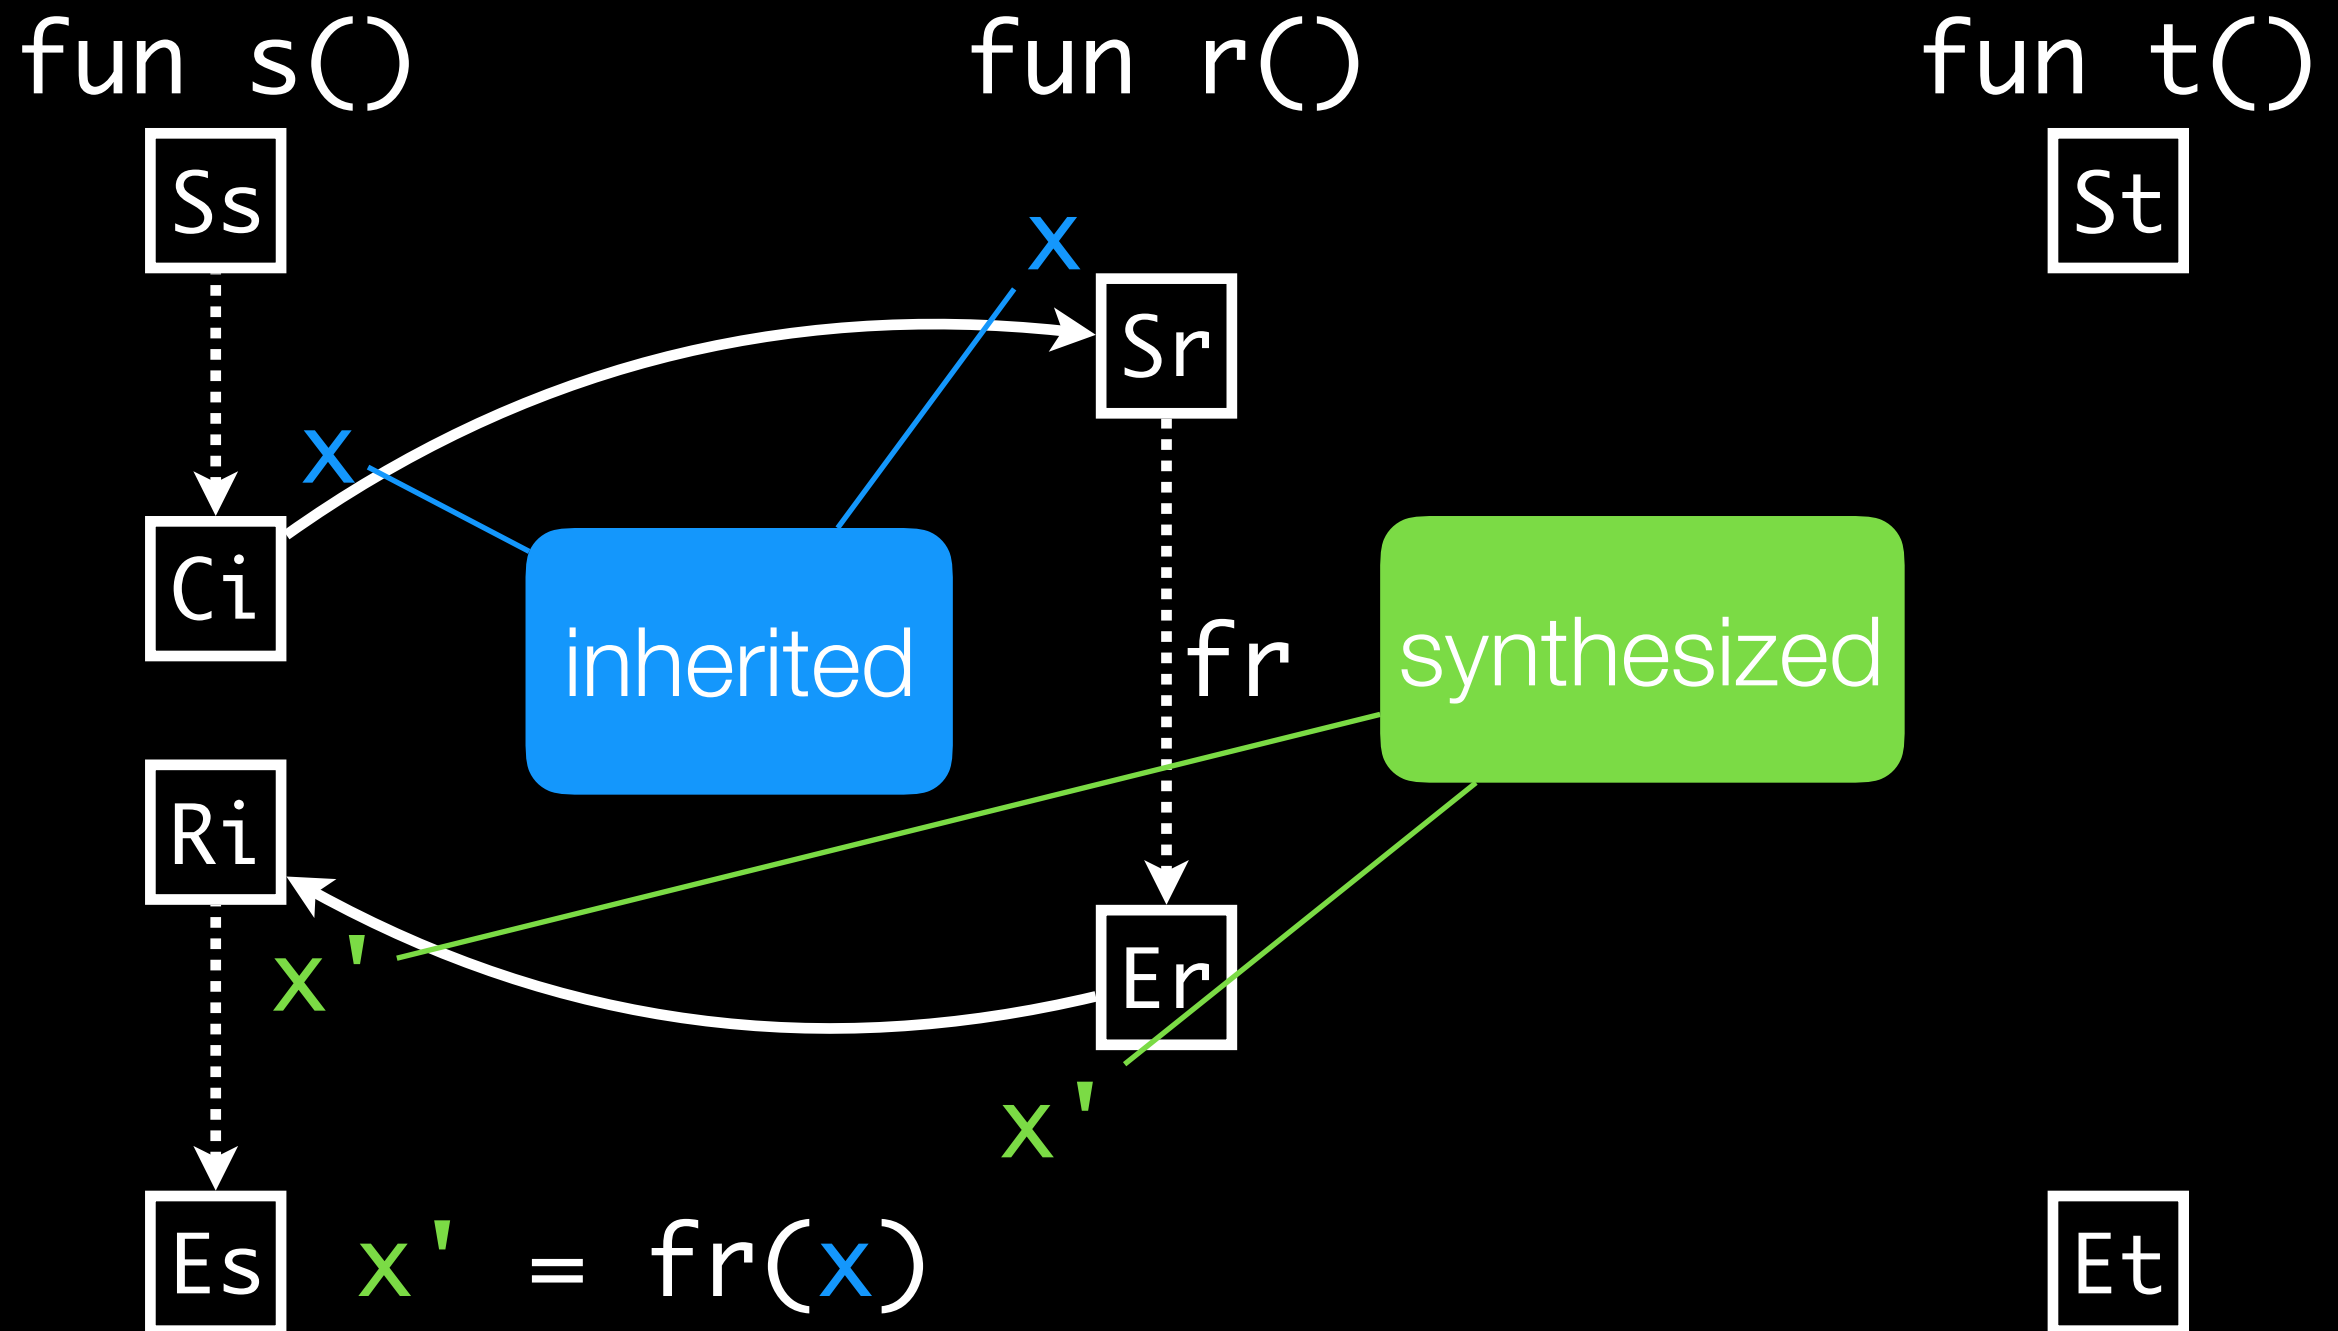 fun s()
fun r()
fun t()
Ss
St
x
Sr
x
Ci
inherited
fr
synthesized
Ri
x'
Er
x'
Es
x' = fr(x)
Et